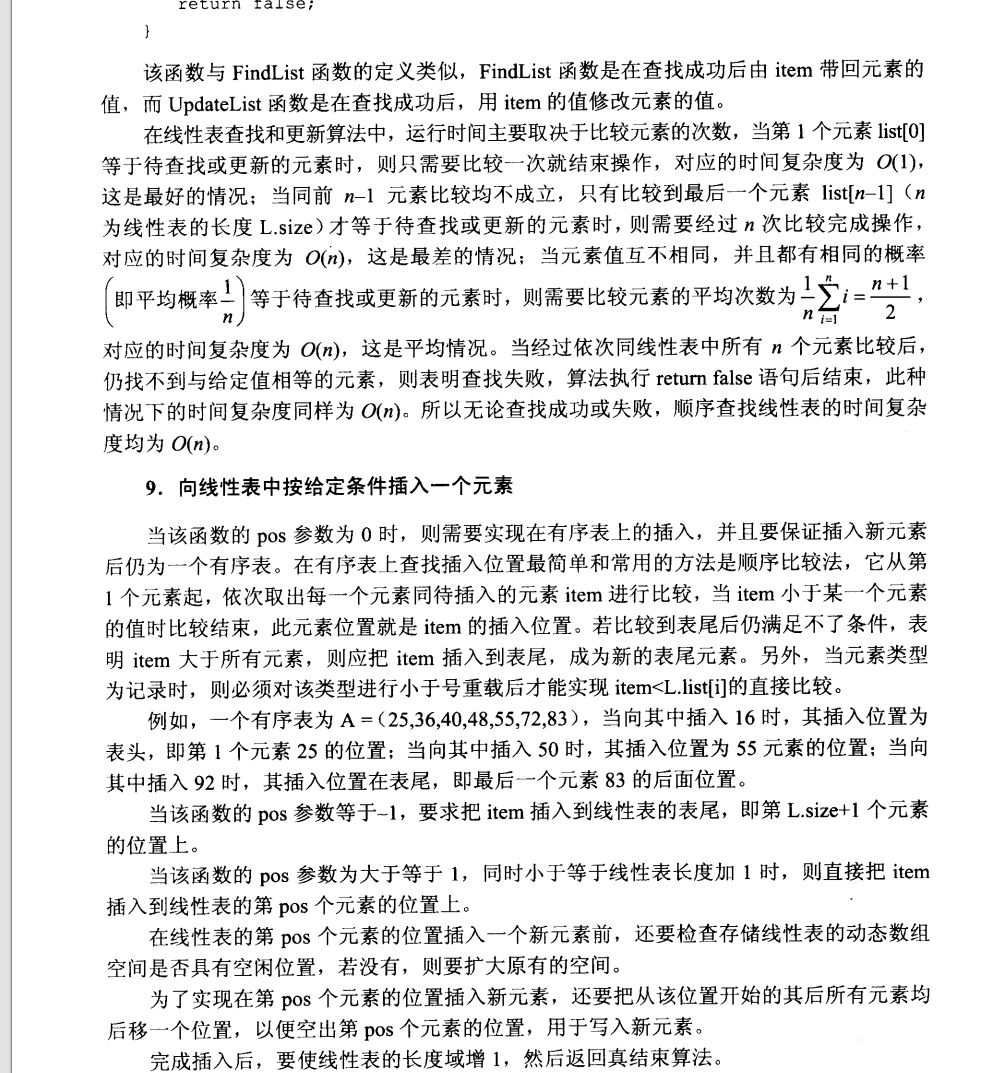 return false;
}
该函数与 FindList 函数的定义类似，FindList 函数是在查找成功后由 item 带回元素的
值，而 UpdateList 函数是在查找成功后，用 item 的值修改元素的值。
在线性表查找和更新算法中，运行时间主要取决于比较元素的次数，当第 1 个元素 list[0]
等于待查找或更新的元素时，则只需要比较一次就结束操作，对应的时间复杂度为 O(1)，
这是最好的情况；当同前 n–1 元素比较均不成立，只有比较到最后一个元素 list[n–1]（n
为线性表的长度 L.size）才等于待查找或更新的元素时，则需要经过 n 次比较完成操作，
对应的时间复杂度为 O(n)，这是最差的情况；当元素值互不相同，并且都有相同的概率
(即平均概率 1/n) 等于待查找或更新的元素时，则需要比较元素的平均次数为 1/n ∑_{i=1}^{n} i = (n+1)/2，
对应的时间复杂度为 O(n)，这是平均情况。当经过依次同线性表中所有 n 个元素比较后，
仍找不到与给定值相等的元素，则表明查找失败，算法执行 return false 语句后结束，此种
情况下的时间复杂度同样为 O(n)。所以无论查找成功或失败，顺序查找线性表的时间复杂
度均为 O(n)。
9．向线性表中按给定条件插入一个元素
当该函数的 pos 参数为 0 时，则需要实现在有序表上的插入，并且要保证插入新元素
后仍为一个有序表。在有序表上查找插入位置最简单和常用的方法是顺序比较法，它从第
1 个元素起，依次取出每一个元素同待插入的元素 item 进行比较，当 item 小于某一个元素
的值时比较结束，此元素位置就是 item 的插入位置。若比较到表尾后仍满足不了条件，表
明 item 大于所有元素，则应把 item 插入到表尾，成为新的表尾元素。另外，当元素类型
为记录时，则必须对该类型进行小于号重载后才能实现 item<L.list[i]的直接比较。
例如，一个有序表为 A =（25,36,40,48,55,72,83），当向其中插入 16 时，其插入位置为
表头，即第 1 个元素 25 的位置；当向其中插入 50 时，其插入位置为 55 元素的位置；当向
其中插入 92 时，其插入位置在表尾，即最后一个元素 83 的后面位置。
当该函数的 pos 参数等于–1，要求把 item 插入到线性表的表尾，即第 L.size+1 个元素
的位置上。
当该函数的 pos 参数为大于等于 1，同时小于等于线性表长度加 1 时，则直接把 item
插入到线性表的第 pos 个元素的位置上。
在线性表的第 pos 个元素的位置插入一个新元素前，还要检查存储线性表的动态数组
空间是否具有空闲位置，若没有，则要扩大原有的空间。
为了实现在第 pos 个元素的位置插入新元素，还要把从该位置开始的其后所有元素均
后移一个位置，以便空出第 pos 个元素的位置，用于写入新元素。
完成插入后，要使线性表的长度域增 1，然后返回真结束算法。